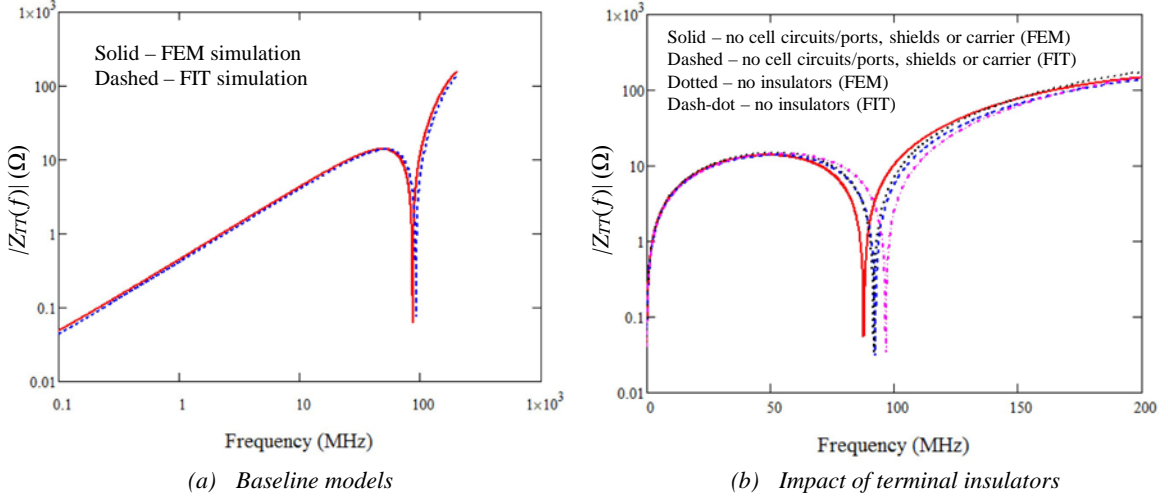 1×10³
100
10
1
0.1
0.01
|Z_TT(f)| (Ω)
Solid – FEM simulation
Dashed – FIT simulation
0.1
1
10
100
1×10³
Frequency (MHz)
(a) Baseline models
1×10³
100
10
1
0.1
0.01
|Z_TT(f)| (Ω)
Solid – no cell circuits/ports, shields or carrier (FEM)
Dashed – no cell circuits/ports, shields or carrier (FIT)
Dotted – no insulators (FEM)
Dash-dot – no insulators (FIT)
0
50
100
150
200
Frequency (MHz)
(b) Impact of terminal insulators